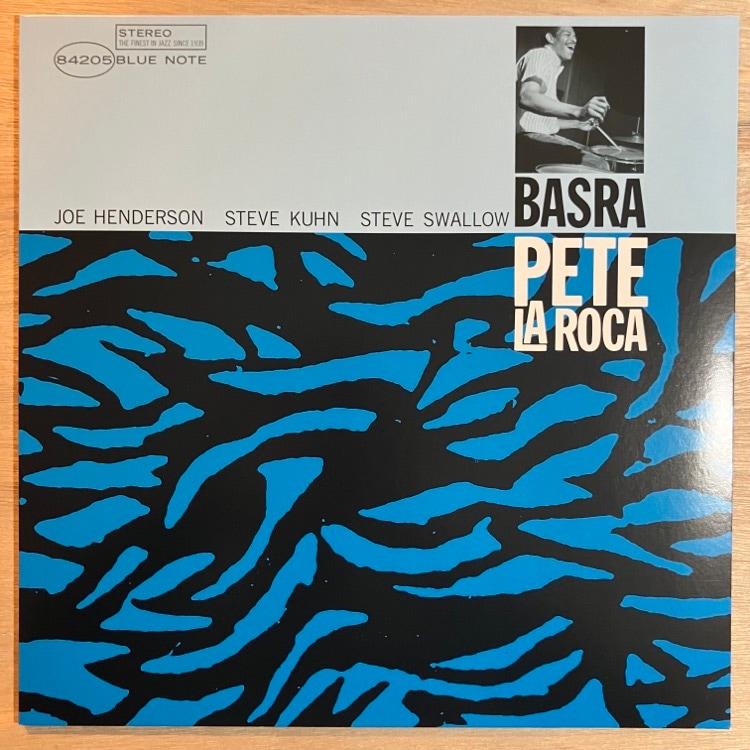 STEREO
THE FINEST IN JAZZ SINCE 1939
84205 BLUE NOTE
JOE HENDERSON STEVE KUHN STEVE SWALLOW
BASRA
PETE
LA ROCA